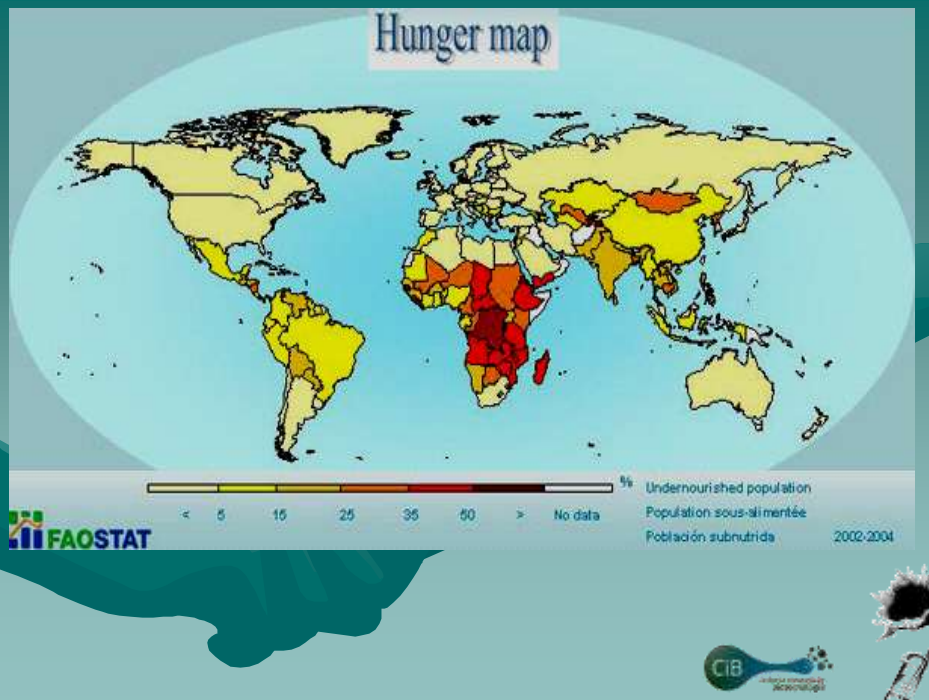 Hunger map
% Undernourished population
< 5 15 25 35 50 > No data
Population sous-alimentée
FAOSTAT
Población subnutrida 2002-2004
CiB